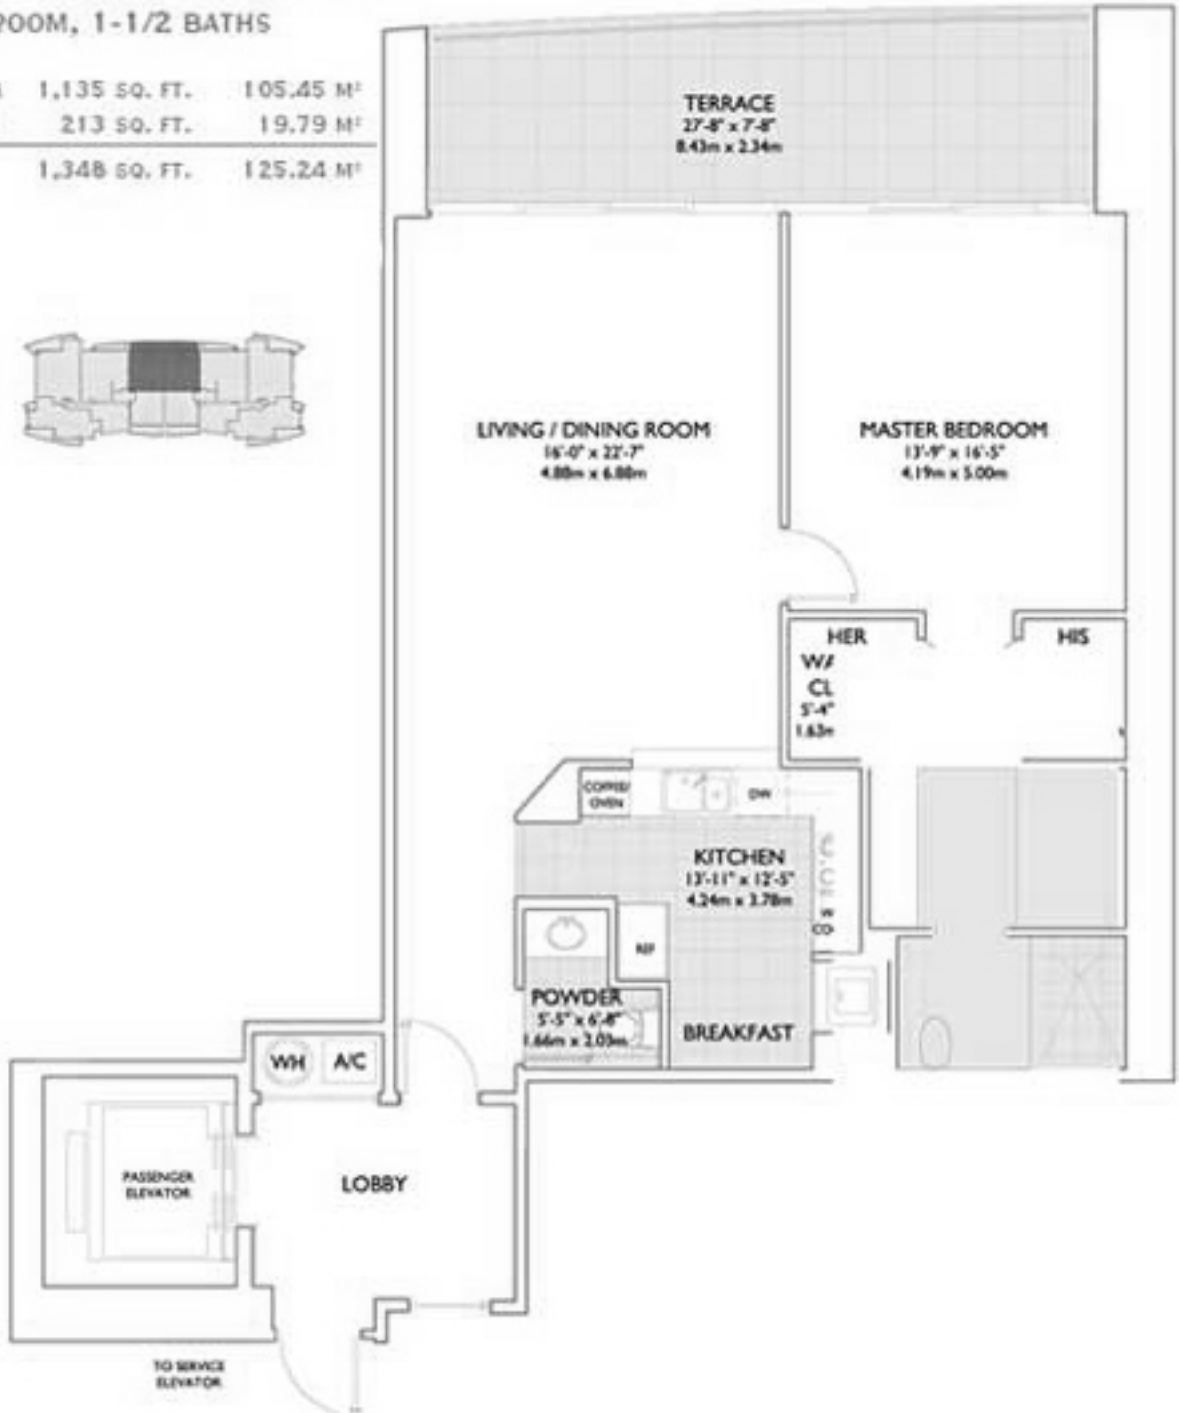 ROOM, 1-1/2 BATHS
1,135 SQ. FT. 105.45 M²
213 SQ. FT. 19.79 M²
1,348 SQ. FT. 125.24 M²
TERRACE
27'-8" x 7'-8"
8.43m x 2.34m
LIVING / DINING ROOM
16'-0" x 22'-7"
4.88m x 6.88m
MASTER BEDROOM
13'-9" x 16'-5"
4.19m x 5.00m
HER
HIS
WA
CL
5'-4"
1.63m
COFFEE/
OVEN
DW
KITCHEN
13'-11" x 12'-5"
4.24m x 3.78m
CO
REF
POWDER
5'-5" x 6'-8"
1.66m x 2.03m
BREAKFAST
WH
A/C
PASSENGER
ELEVATOR
LOBBY
TO SERVICE
ELEVATOR